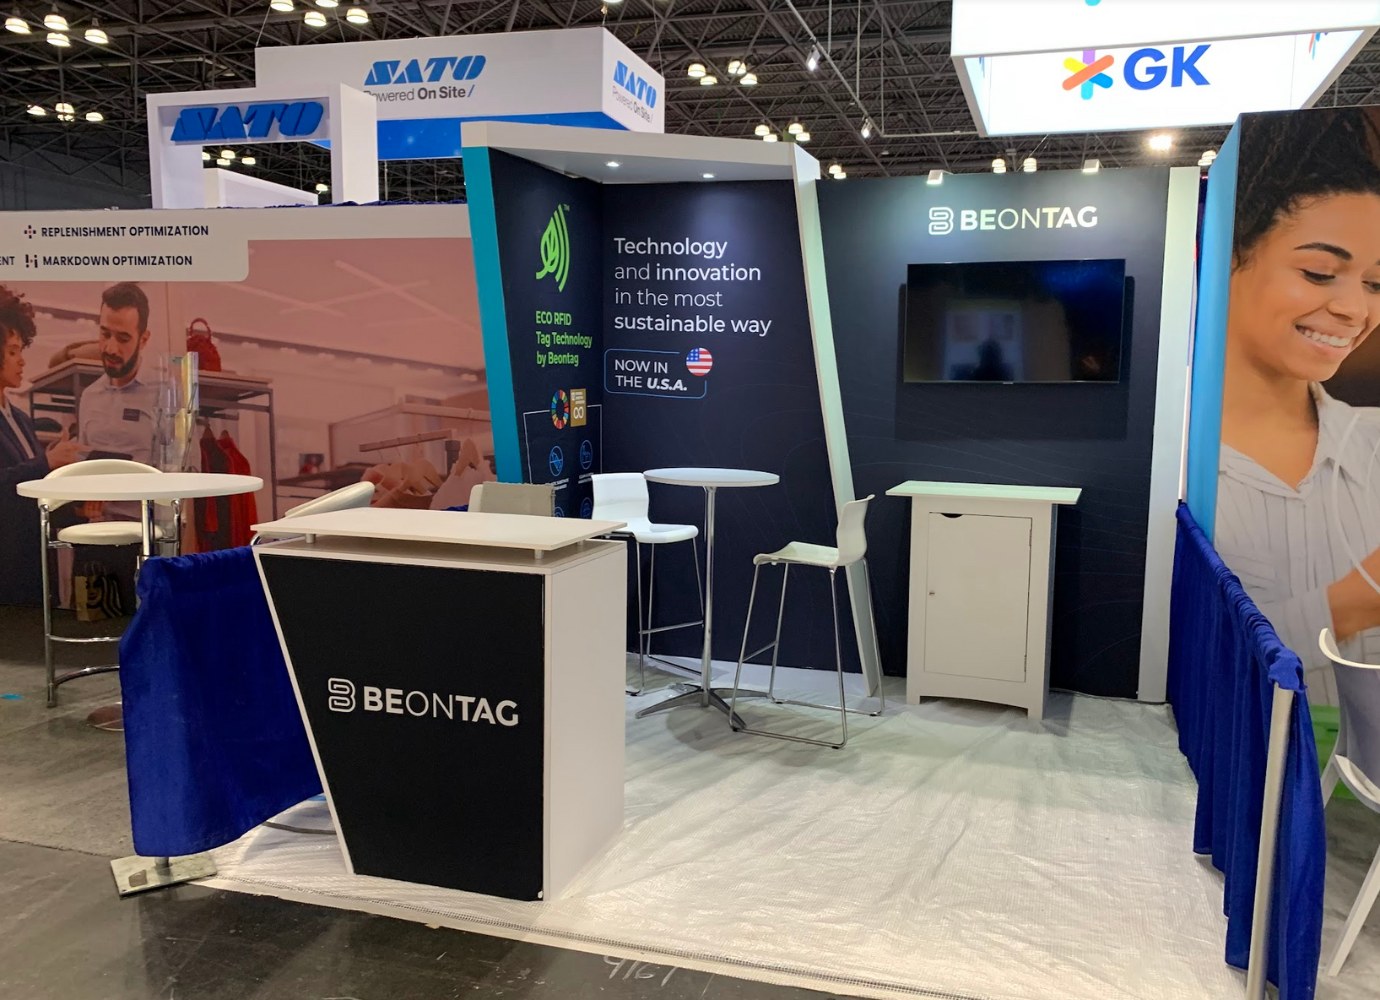 SATO
Powered On Site/
SATO
Powered On Site/
SATO
GK
REPLENISHMENT OPTIMIZATION
MARKDOWN OPTIMIZATION
ECO RFID
Tag Technology
by Beontag
Technology
and innovation
in the most
sustainable way
NOW IN
THE U.S.A.
BEONTAG
BEONTAG